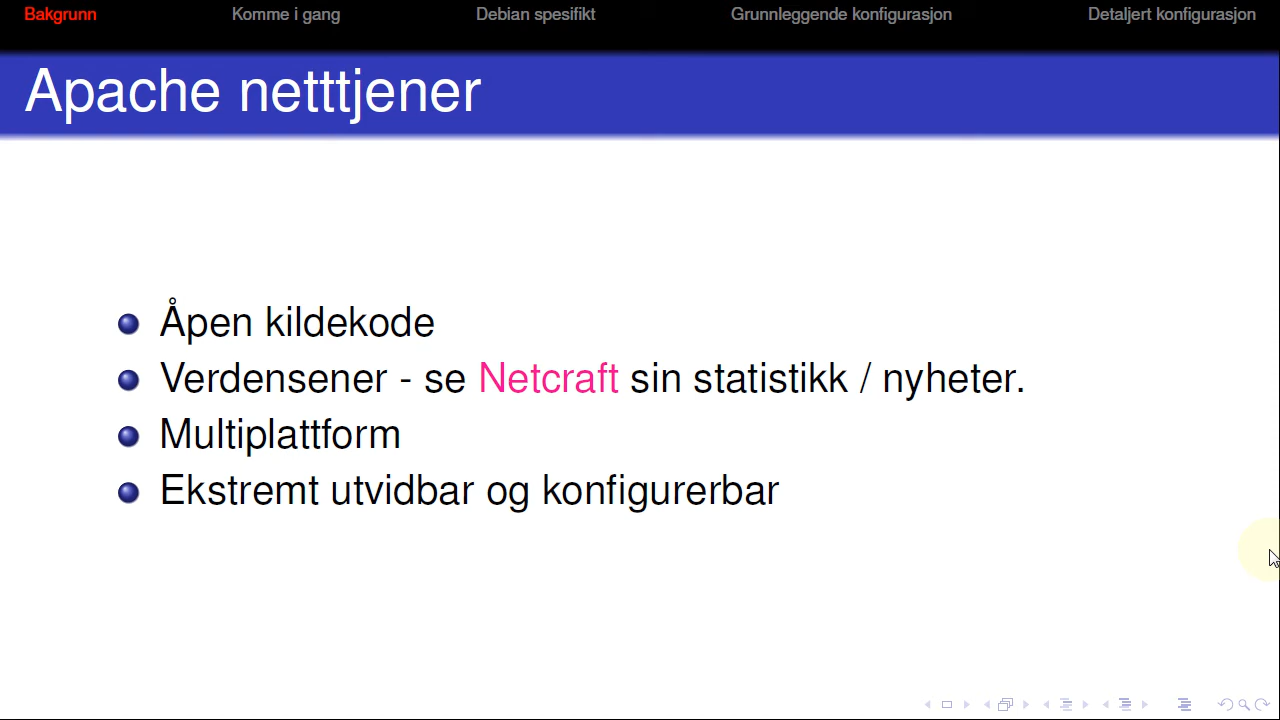 Bakgrunn Komme i gang Debian spesifikt Grunnleggende konfigurasjon Detaljert konfigurasjon
Apache netttjener
Åpen kildekode
Verdensener - se Netcraft sin statistikk / nyheter.
Multiplattform
Ekstremt utvidbar og konfigurerbar